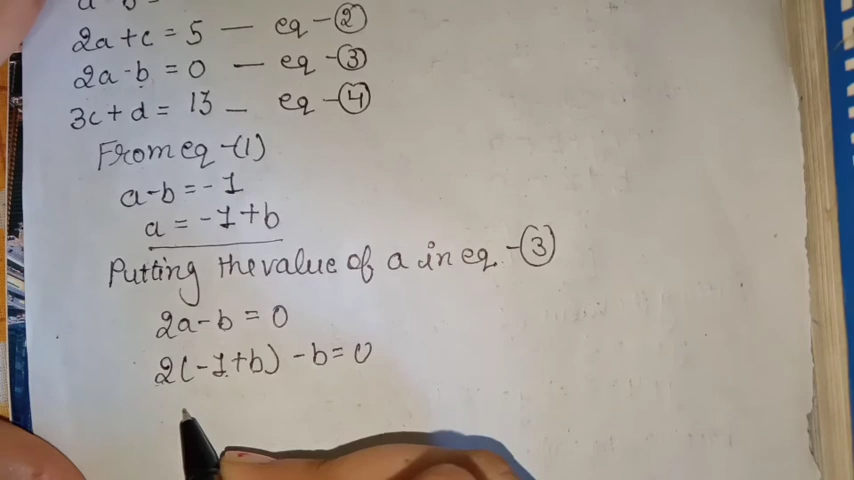 2a+c = 5 — eq-②
2a-b = 0 — eq-③
3c+d = 13 — eq-④
From eq-(1)
a-b = -1
a = -1+b
Putting the value of a in eq-③
2a-b = 0
2(-1+b) -b = 0